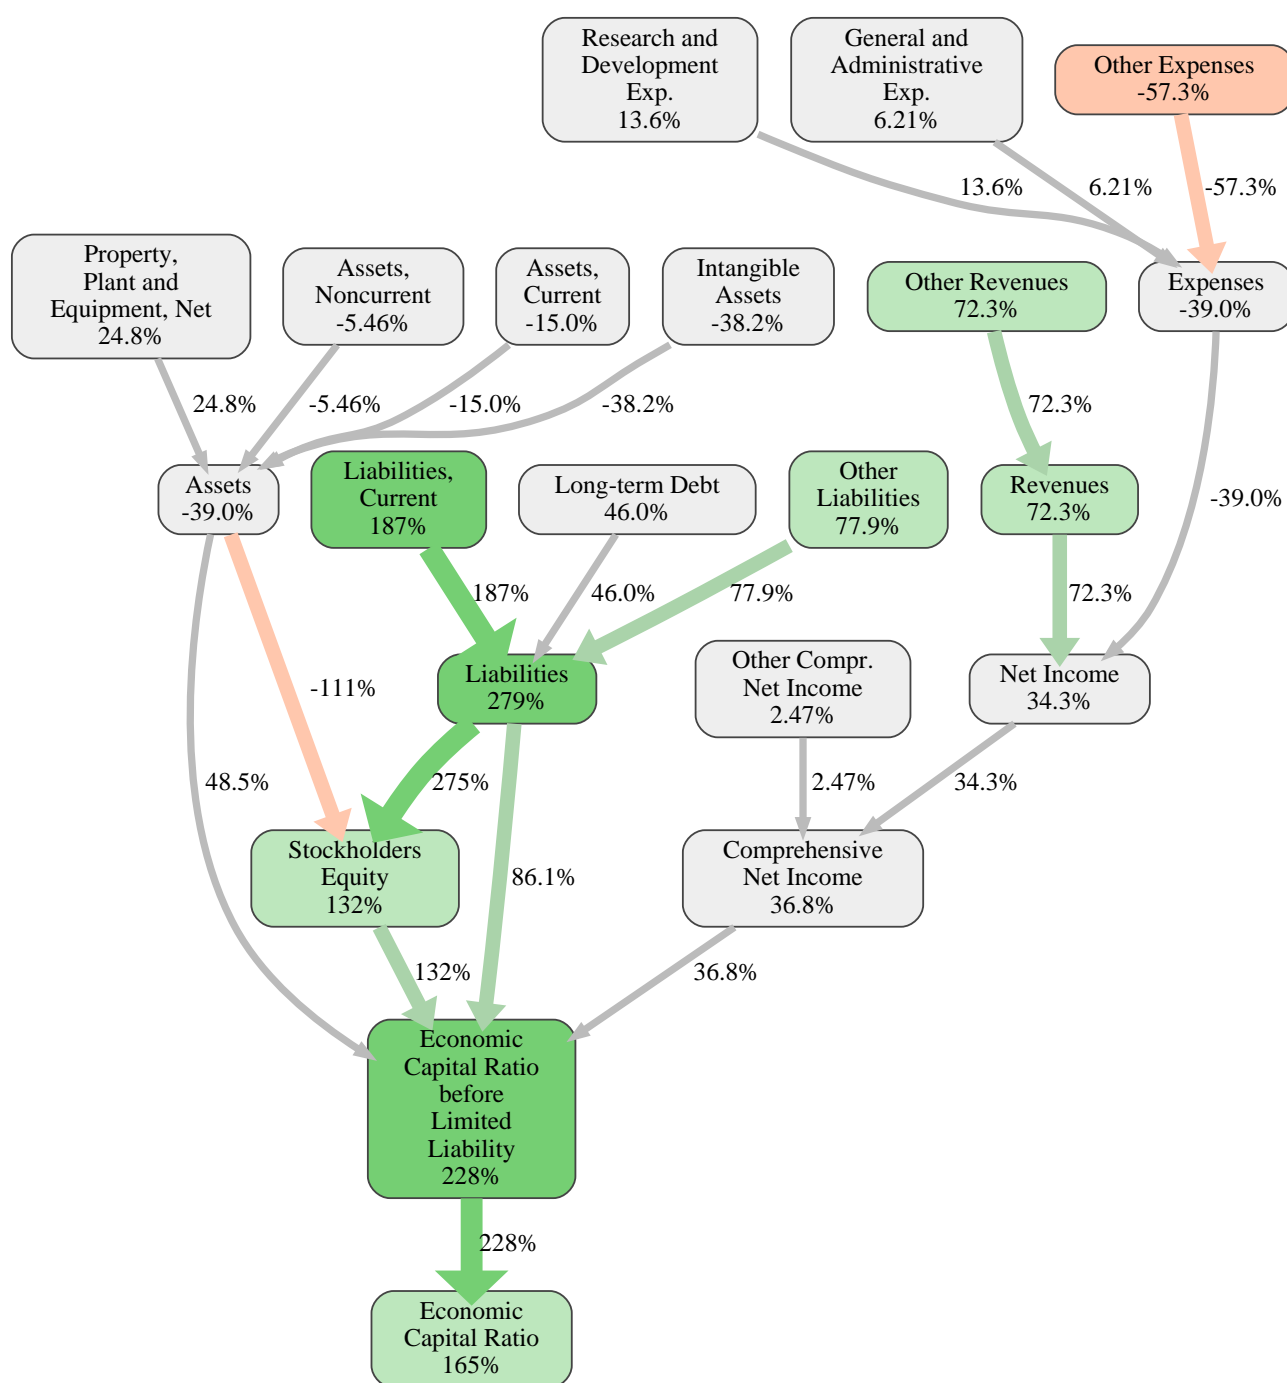 Research and
Development
Exp.
13.6%
General and
Administrative
Exp.
6.21%
Other Expenses
-57.3%
13.6%
6.21%
-57.3%
Property,
Plant and
Equipment, Net
24.8%
Assets,
Noncurrent
-5.46%
Assets,
Current
-15.0%
Intangible
Assets
-38.2%
Other Revenues
72.3%
Expenses
-39.0%
24.8%
-5.46%
-15.0%
-38.2%
72.3%
Assets
-39.0%
Liabilities,
Current
187%
Long-term Debt
46.0%
Other
Liabilities
77.9%
Revenues
72.3%
-39.0%
187%
46.0%
77.9%
72.3%
Liabilities
279%
Other Compr.
Net Income
2.47%
Net Income
34.3%
-111%
48.5%
275%
2.47%
34.3%
Stockholders
Equity
132%
86.1%
Comprehensive
Net Income
36.8%
132%
36.8%
Economic
Capital Ratio
before
Limited
Liability
228%
228%
Economic
Capital Ratio
165%